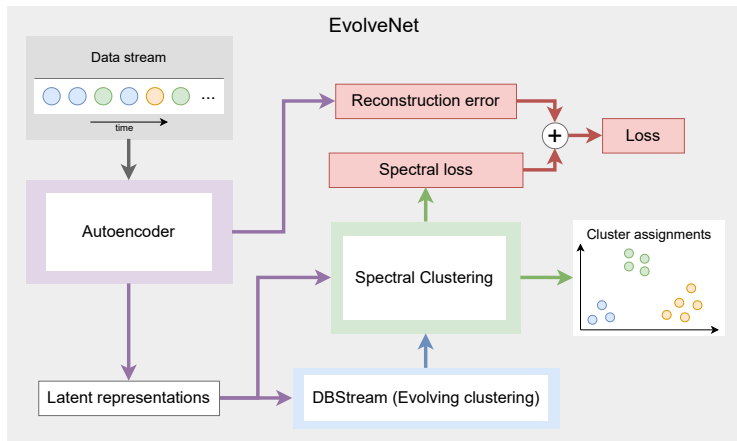 EvolveNet
Data stream
...
time
Reconstruction error
+
Loss
Spectral loss
Autoencoder
Spectral Clustering
Cluster assignments
Latent representations
DBStream (Evolving clustering)